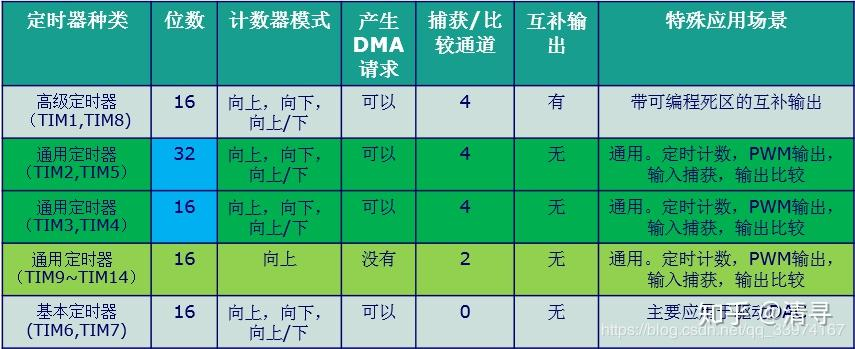 定时器种类 位数 计数器模式 产生 捕获/比 互补输 特殊应用场景
DMA 较通道 出
请求
高级定时器 16 向上，向下， 可以 4 有 带可编程死区的互补输出
（TIM1,TIM8) 向上/下
通用定时器 32 向上，向下， 可以 4 无 通用。定时计数，PWM输出，
（TIM2,TIM5） 向上/下 输入捕获，输出比较
通用定时器 16 向上，向下， 可以 4 无 通用。定时计数，PWM输出，
（TIM3,TIM4） 向上/下 输入捕获，输出比较
通用定时器 16 向上 没有 2 无 通用。定时计数，PWM输出，
（TIM9~TIM14） 输入捕获，输出比较
基本定时器 16 向上，向下， 可以 0 无 主要应用于驱动DAC
(TIM6,TIM7) 向上/下
知乎 @清寻
https://blog.csdn.net/qq_33974167